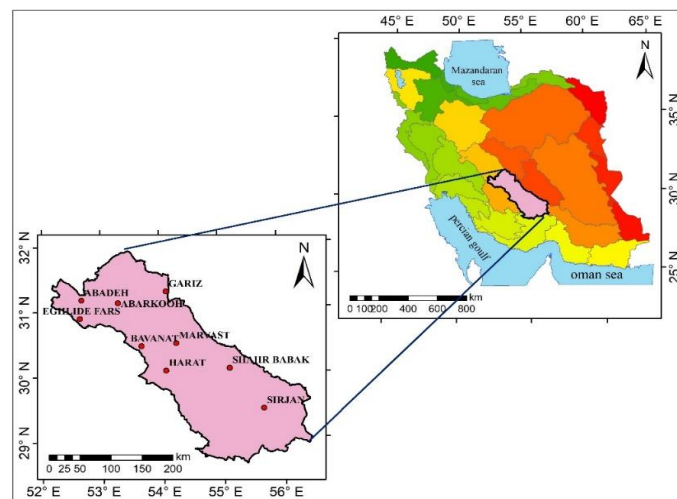 45° E 50° E 55° E 60° E 65° E
N
Mazandaran
sea
35° N
30° N
25° N
percian goulf
oman sea
0 100 200 400 600 800
km
32° N
31° N
30° N
29° N
N
GARIZ
ABADEH
ABARKOOH
EGHLIDE FARS
BAVANAT
MARVAST
HARAT
SHAHR BABAK
SIRJAN
0 25 50 100 150 200
km
52° E 53° E 54° E 55° E 56° E